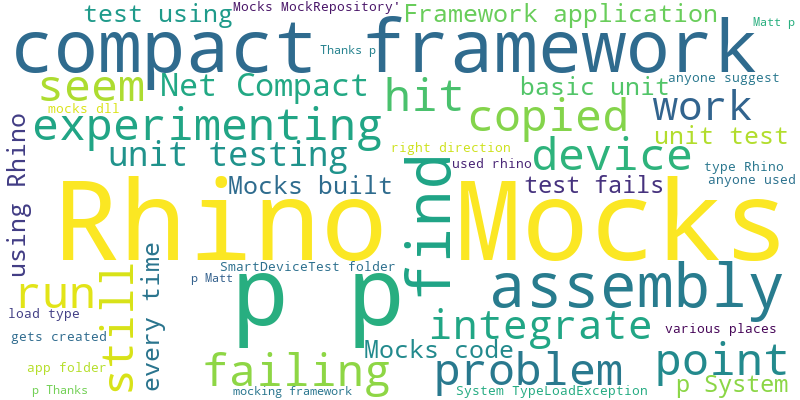 test using
Mocks MockRepository'
Framework application
Matt p
compact framework
Thanks p
seem
Net Compact
hit
basic unit
anyone suggest
mocks dll
experimenting
copied
work
unit test
using Rhino
unit testing
right direction
used rhino
device
type Rhino
Mocks built
find
test fails
anyone used
Rhino Mocks
run
still
every time
p Matt
SmartDeviceTest folder
p p
assembly
load type
gets created
integrate
various places
Mocks code
app folder
failing
problem
point
p Thanks
mocking framework
System TypeLoadException
p System